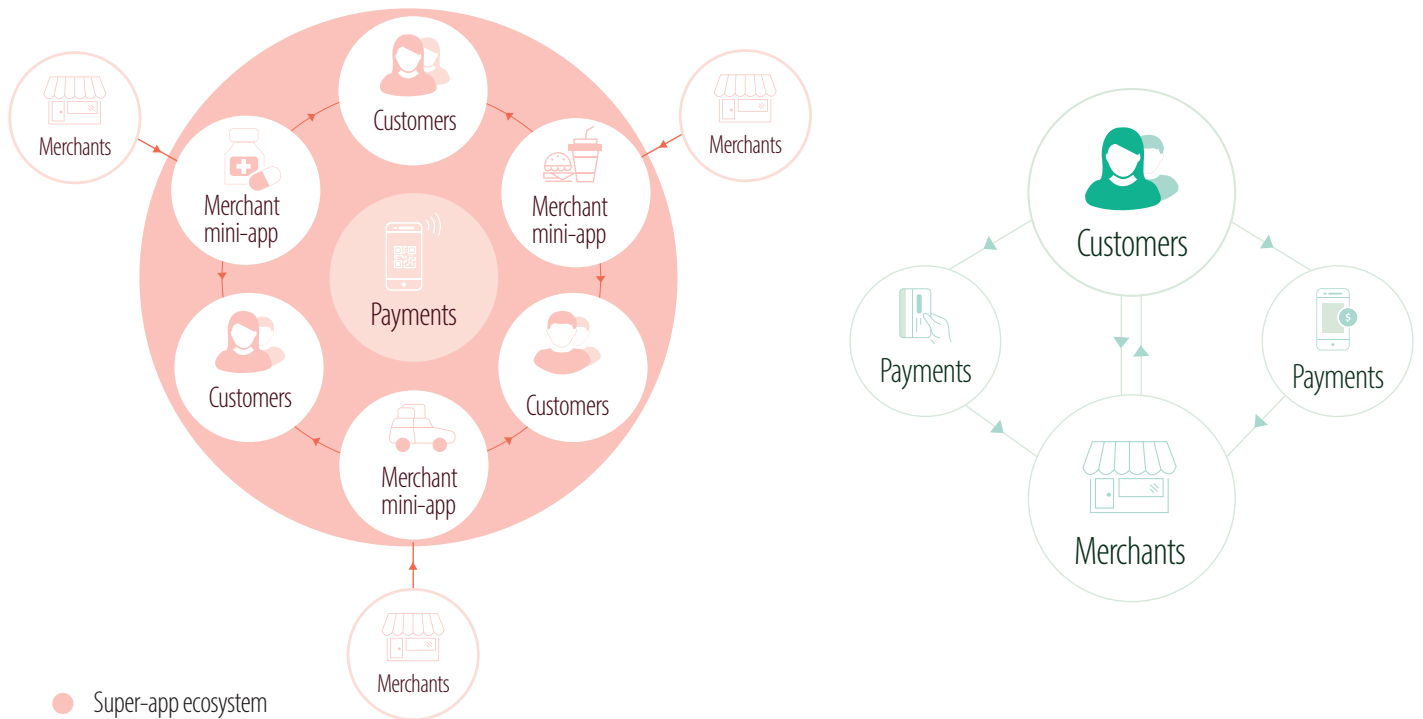 Customers
Merchants
Merchants
Merchant
mini-app
Merchant
mini-app
Payments
Customers
Customers
Merchant
mini-app
Merchants
Super-app ecosystem
Customers
Payments
$
Payments
Merchants